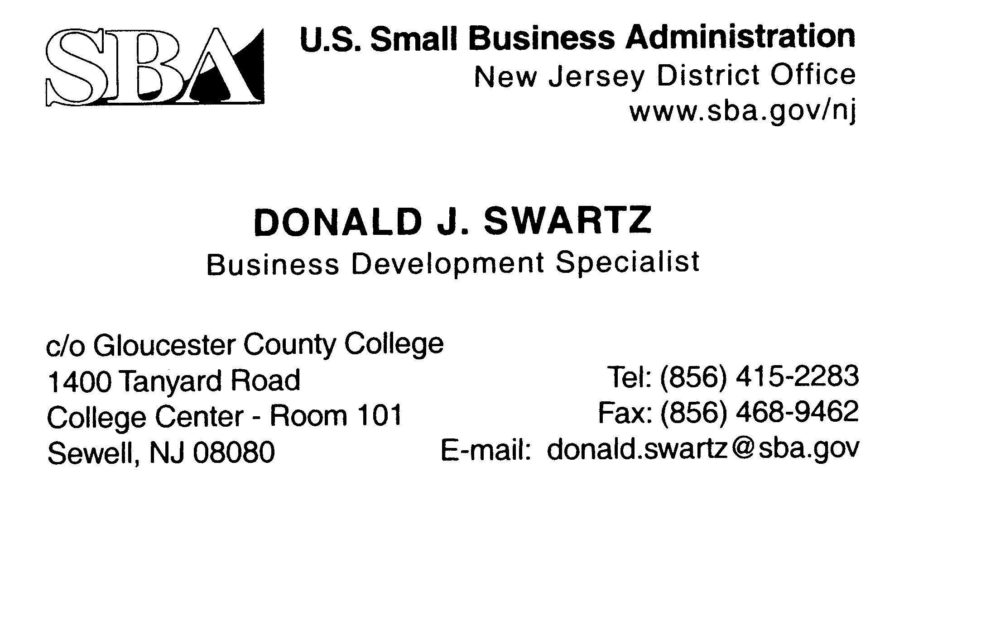 SBA
U.S. Small Business Administration
New Jersey District Office
www.sba.gov/nj
DONALD J. SWARTZ
Business Development Specialist
c/o Gloucester County College
1400 Tanyard Road
College Center - Room 101
Sewell, NJ 08080
Tel: (856) 415-2283
Fax: (856) 468-9462
E-mail: donald.swartz@sba.gov